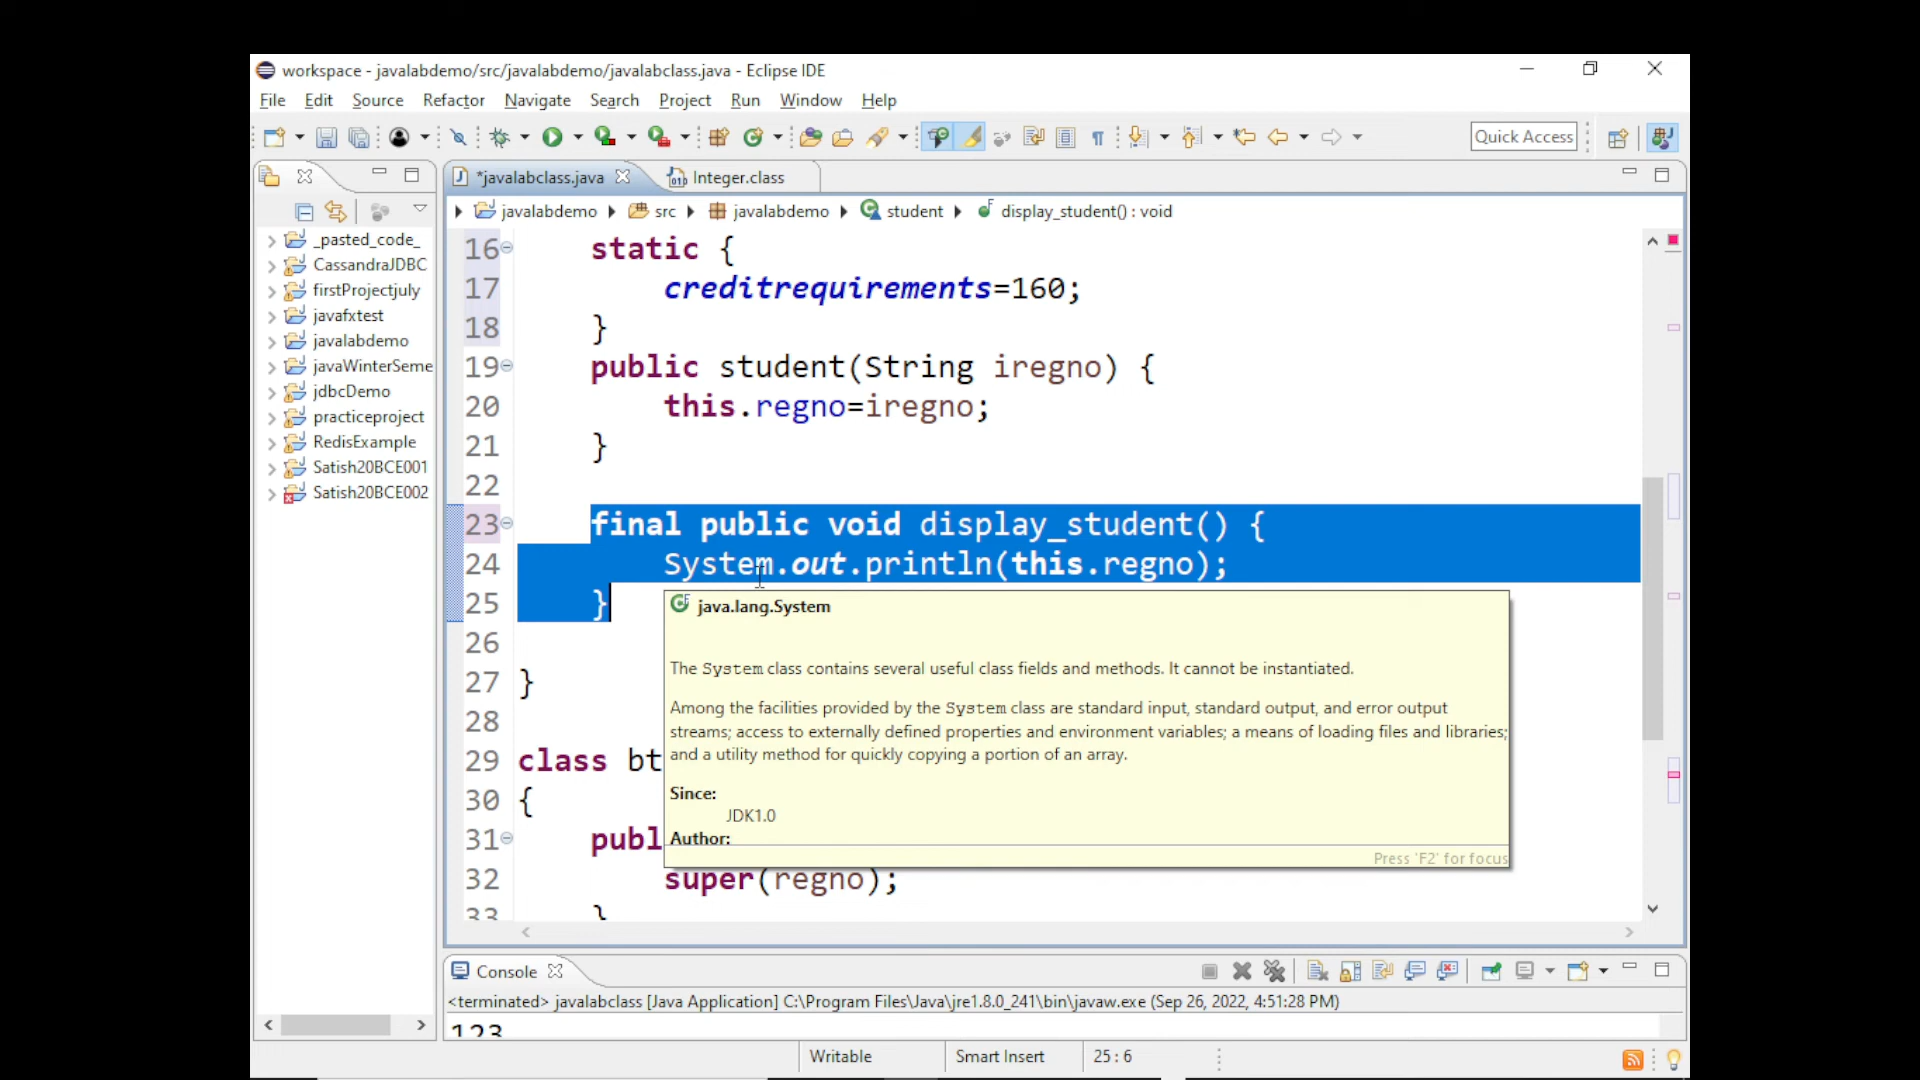 workspace - javalabdemo/src/javalabdemo/javalabclass.java - Eclipse IDE
File Edit Source Refactor Navigate Search Project Run Window Help
Quick Access
*javalabclass.java Integer.class
javalabdemo src javalabdemo student display_student() : void
_pasted_code_
CassandraJDBC
firstProjectjuly
javafxtest
javalabdemo
javaWinterSeme
jdbcDemo
practiceproject
RedisExample
Satish20BCE001
Satish20BCE002
16 static {
17 creditrequirements=160;
18 }
19 public student(String iregno) {
20 this.regno=iregno;
21 }
22
23 final public void display_student() {
24 System.out.println(this.regno);
25 }
26
27 }
28
29 class bt
30 {
31 publ
32 super(regno);
33 }
java.lang.System
The System class contains several useful class fields and methods. It cannot be instantiated.
Among the facilities provided by the System class are standard input, standard output, and error output
streams; access to externally defined properties and environment variables; a means of loading files and libraries;
and a utility method for quickly copying a portion of an array.
Since:
JDK1.0
Author:
Press 'F2' for focus
Console
<terminated> javalabclass [Java Application] C:\Program Files\Java\jre1.8.0_241\bin\javaw.exe (Sep 26, 2022, 4:51:28 PM)
123
Writable Smart Insert 25 : 6